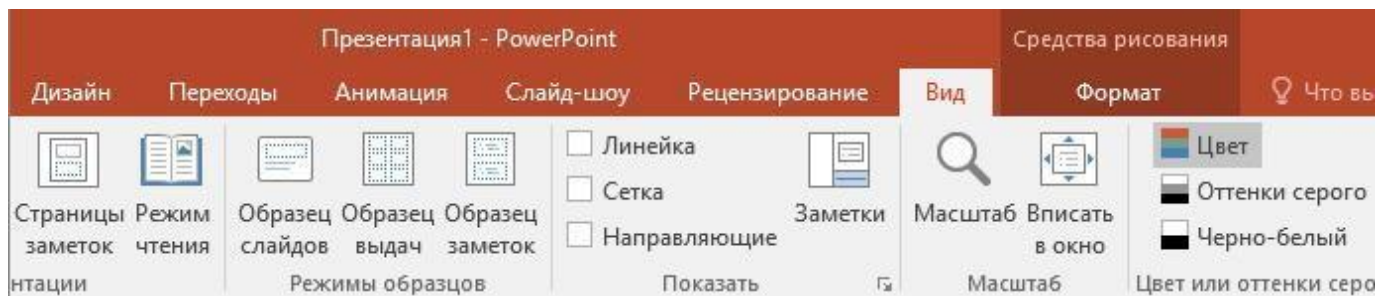 Презентация1 - PowerPoint
Средства рисования
Дизайн Переходы Анимация Слайд-шоу Рецензирование Вид Формат Что вы
Страницы заметок
Режим чтения
нтации
Образец слайдов
Образец выдач
Образец заметок
Режимы образцов
Линейка
Сетка
Направляющие
Заметки
Показать
Масштаб
Вписать в окно
Масштаб
Цвет
Оттенки серого
Черно-белый
Цвет или оттенки серо